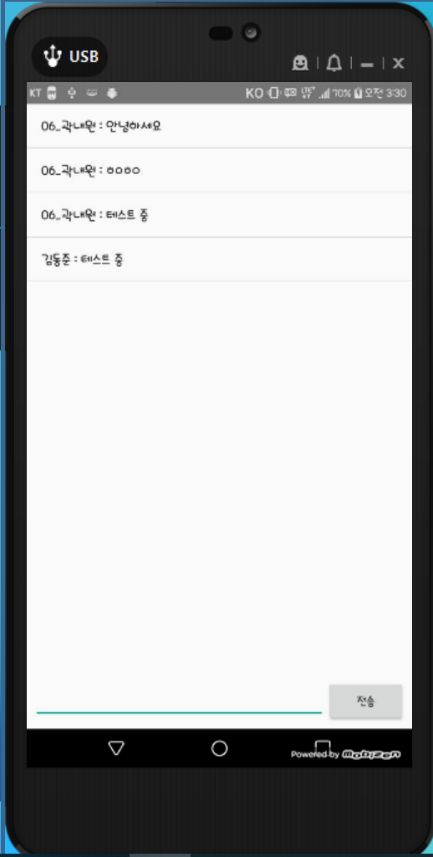 USB
KT KO 70% 오전 3:30
06_곽내원 : 안녕하세요
06_곽내원 : ㅇㅇㅇㅇ
06_곽내원 : 테스트 중
김동준 : 테스트 중
전송
Powered by mobizen